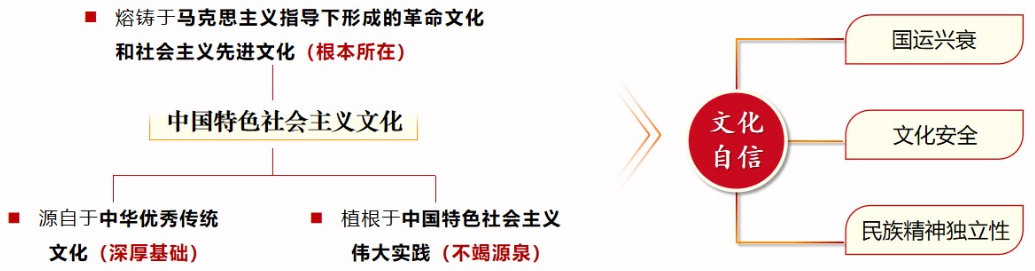 熔铸于马克思主义指导下形成的革命文化
和社会主义先进文化（根本所在）
中国特色社会主义文化
源自于中华优秀传统
文化（深厚基础）
植根于中国特色社会主义
伟大实践（不竭源泉）
文化
自信
国运兴衰
文化安全
民族精神独立性